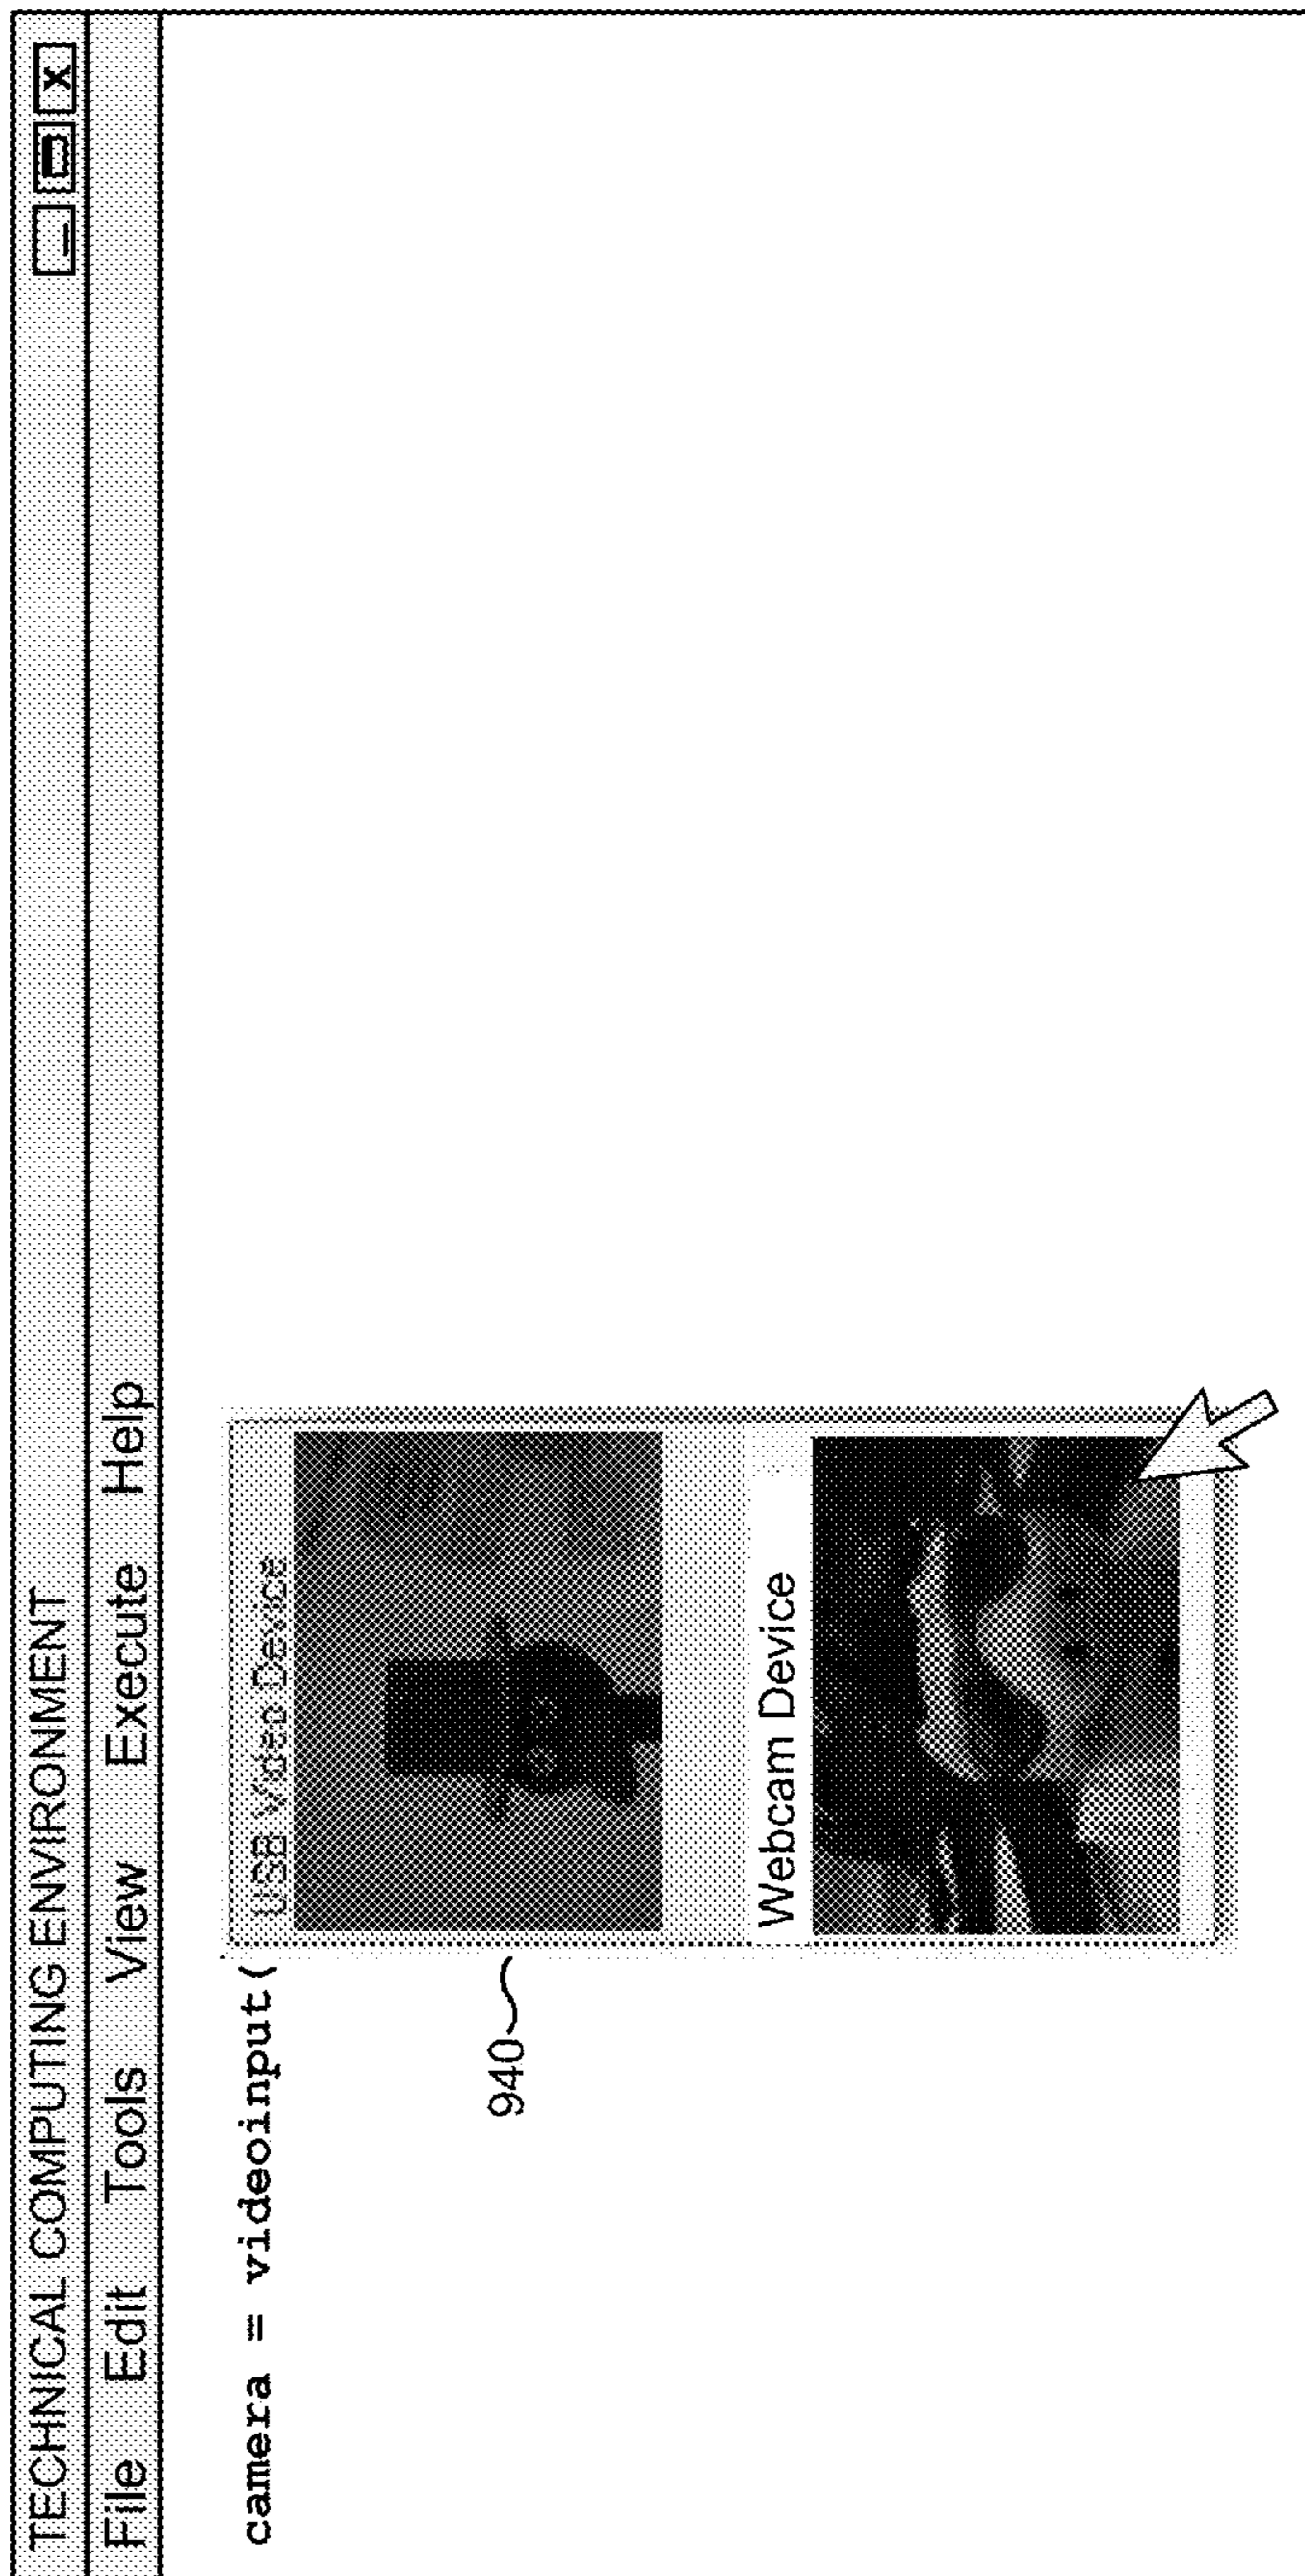 TECHNICAL COMPUTING ENVIRONMENT
File Edit Tools View Execute Help
camera = videoinput(
USB Video Device
940
Webcam Device